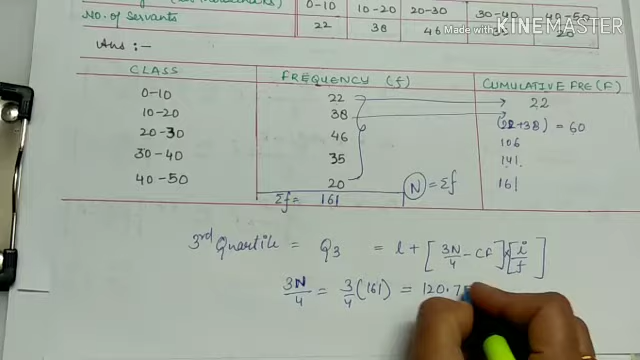 0-10 10-20 20-30 30-40 40-50
No. of Servants 22 38 46 35 20
Made with KINEMASTER
Ans :-
CLASS FREQUENCY (f) CUMULATIVE FRE (F)
0-10 22 22
10-20 38 (22+38) = 60
20-30 46 106
30-40 35 141
40-50 20 161
Σf = 161 N = Σf
3rd Quartile = Q3 = l + [ 3N/4 - CF ] × [ i/f ]
3N/4 = 3/4 (161) = 120.75